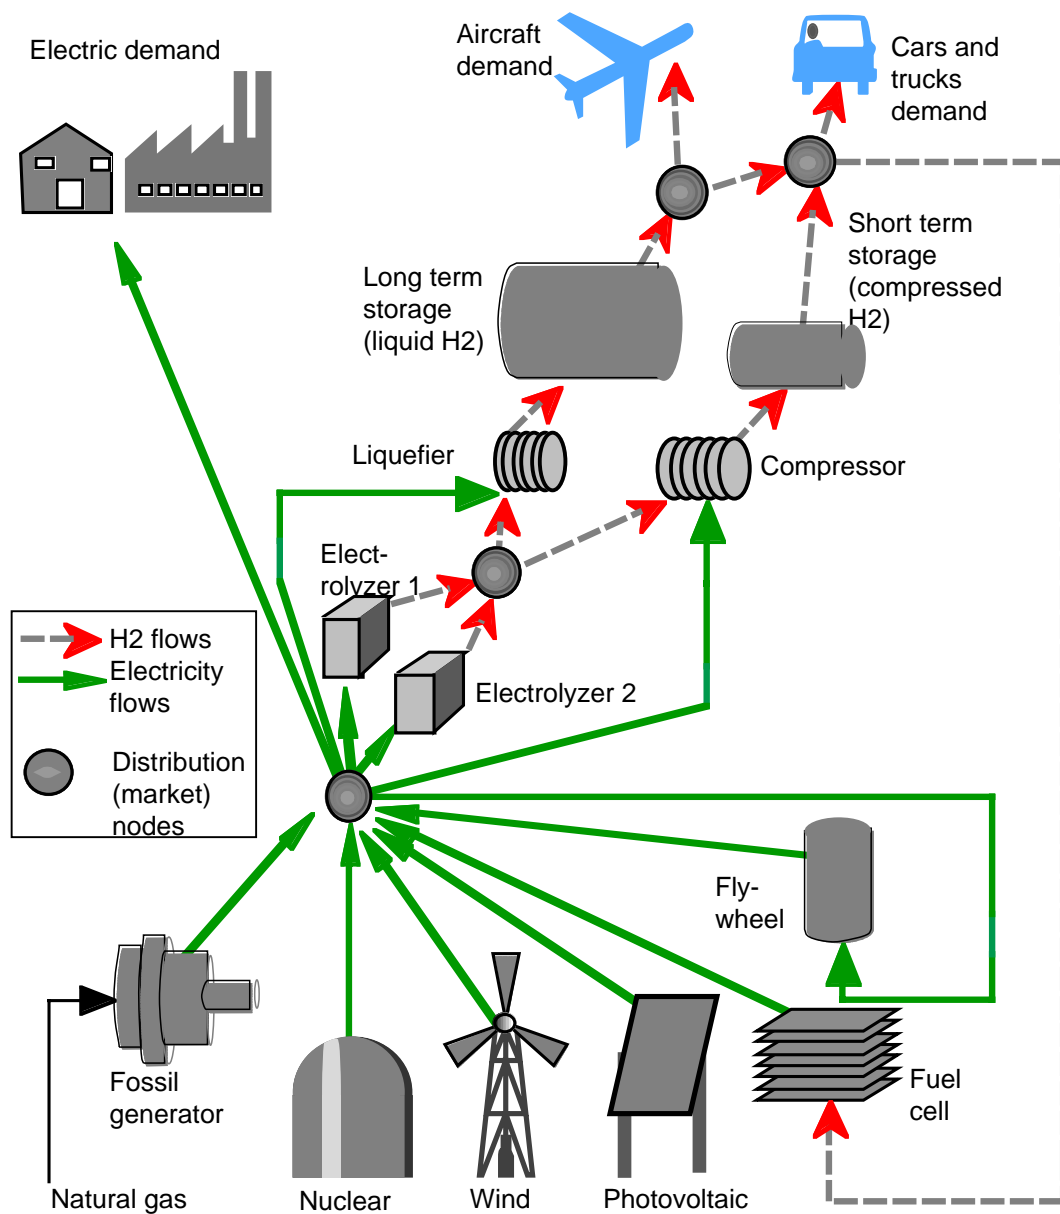 Electric demand
Aircraft
demand
Cars and
trucks
demand
Short term
storage
(compressed
H2)
Long term
storage
(liquid H2)
Liquefier
Compressor
Elect-
rolyzer 1
Electrolyzer 2
H2 flows
Electricity
flows
Distribution
(market)
nodes
Fly-
wheel
Fossil
generator
Fuel
cell
Natural gas
Nuclear
Wind
Photovoltaic